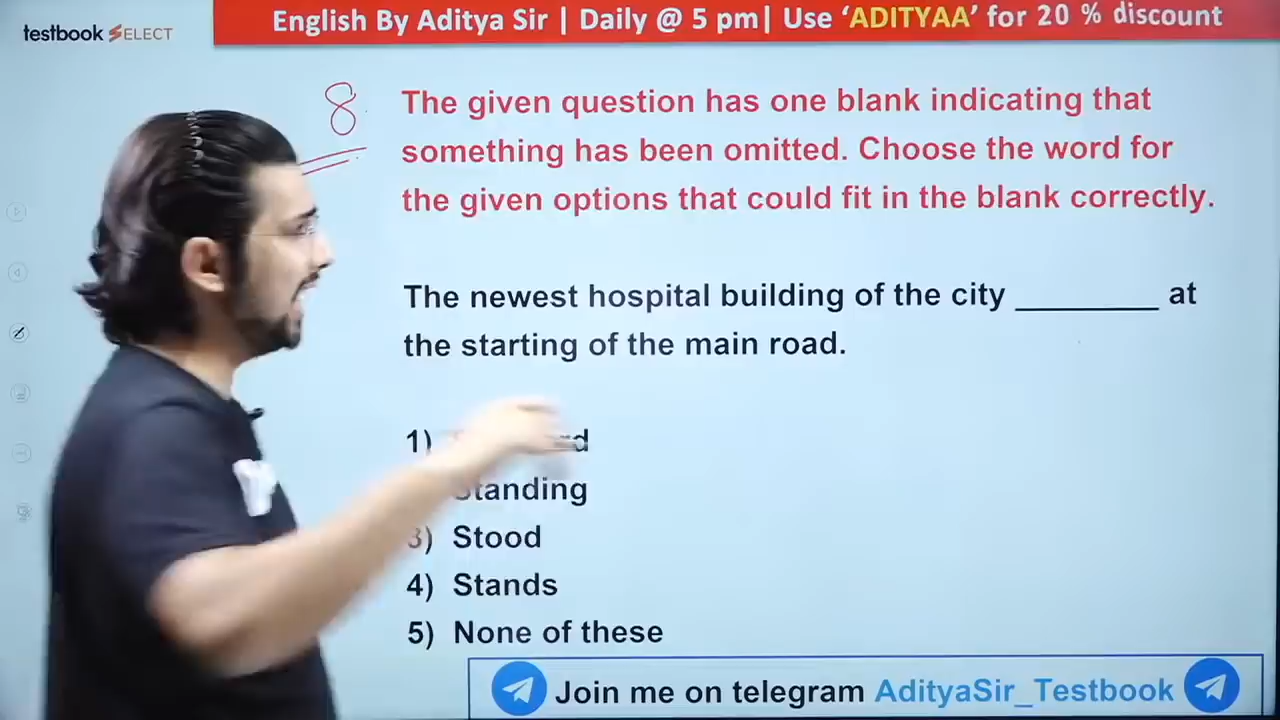 testbook SELECT
English By Aditya Sir | Daily @ 5 pm| Use ‘ADITYAA’ for 20 % discount
8
The given question has one blank indicating that
something has been omitted. Choose the word for
the given options that could fit in the blank correctly.
The newest hospital building of the city ________ at
the starting of the main road.
1)
Standing
3) Stood
4) Stands
5) None of these
Join me on telegram AdityaSir_Testbook